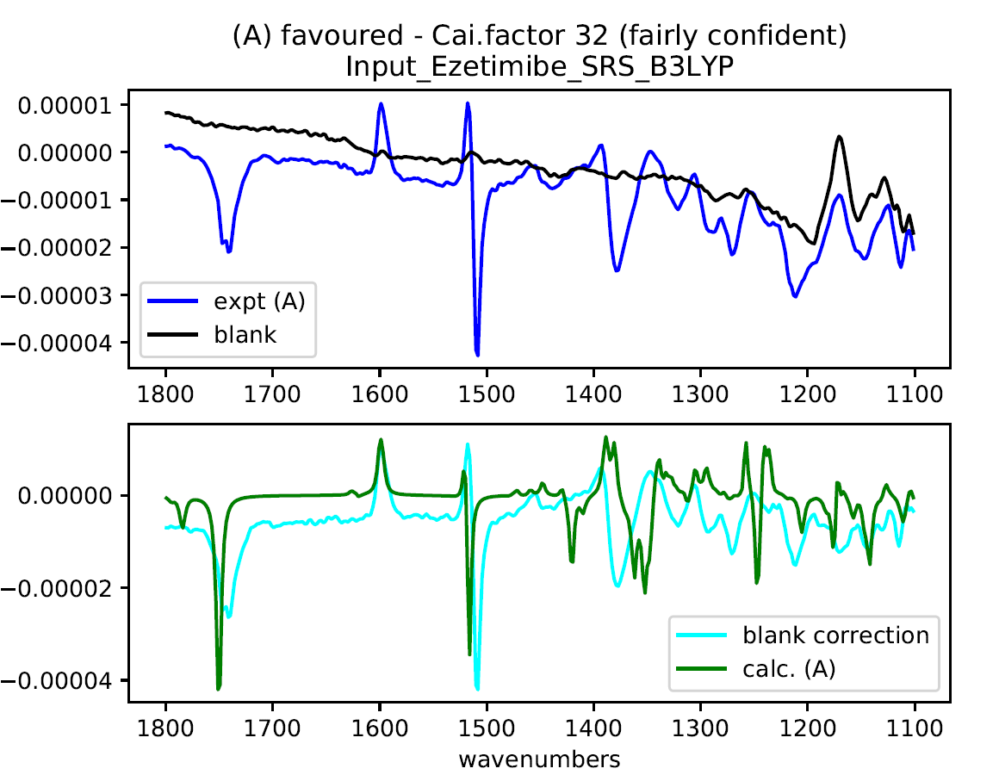 (A) favoured - Cai.factor 32 (fairly confident)
Input_Ezetimibe_SRS_B3LYP
0.00001
0.00000
−0.00001
−0.00002
−0.00003
−0.00004
expt (A)
blank
1800 1700 1600 1500 1400 1300 1200 1100
0.00000
−0.00002
−0.00004
blank correction
calc. (A)
1800 1700 1600 1500 1400 1300 1200 1100
wavenumbers